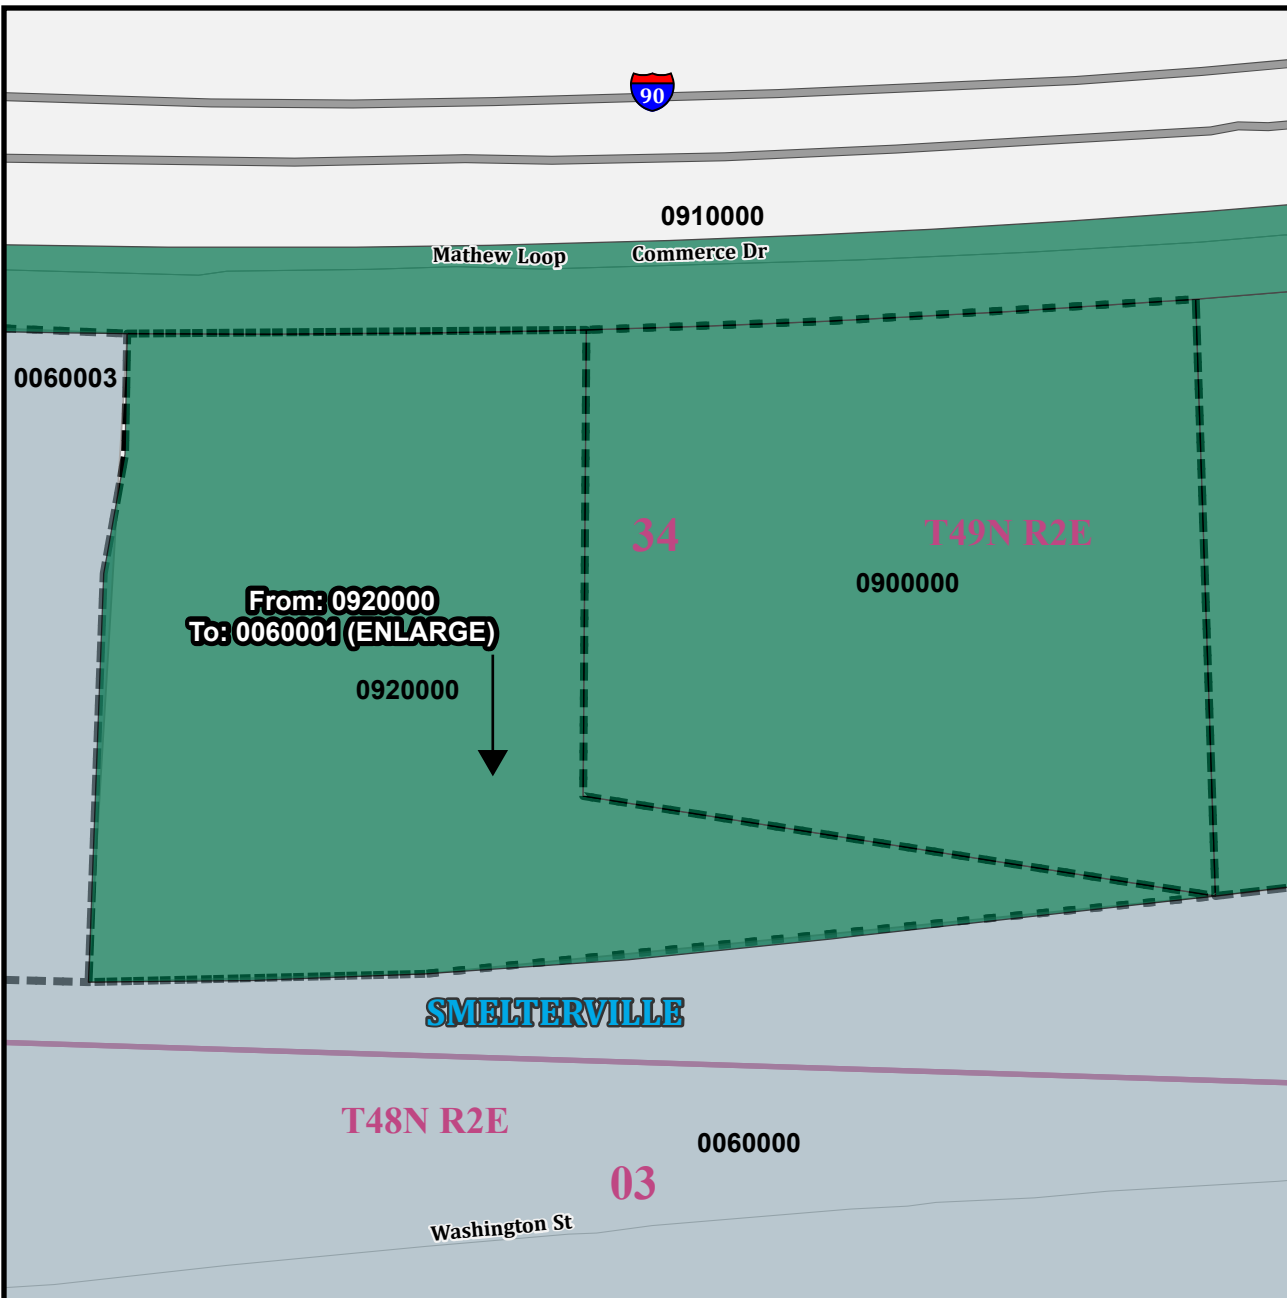 90
0910000
Mathew Loop
Commerce Dr
0060003
34
T49N R2E
0900000
From: 0920000
To: 0060001 (ENLARGE)
0920000
SMELTERVILLE
T48N R2E
0060000
03
Washington St